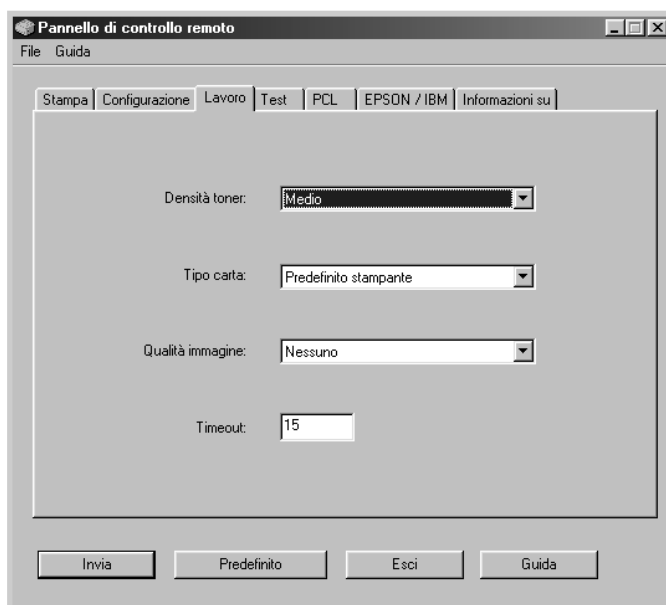 Pannello di controllo remoto
File Guida
Stampa Configurazione Lavoro Test PCL EPSON / IBM Informazioni su
Densità toner: Medio
Tipo carta: Predefinito stampante
Qualità immagine: Nessuno
Timeout: 15
Invia Predefinito Esci Guida